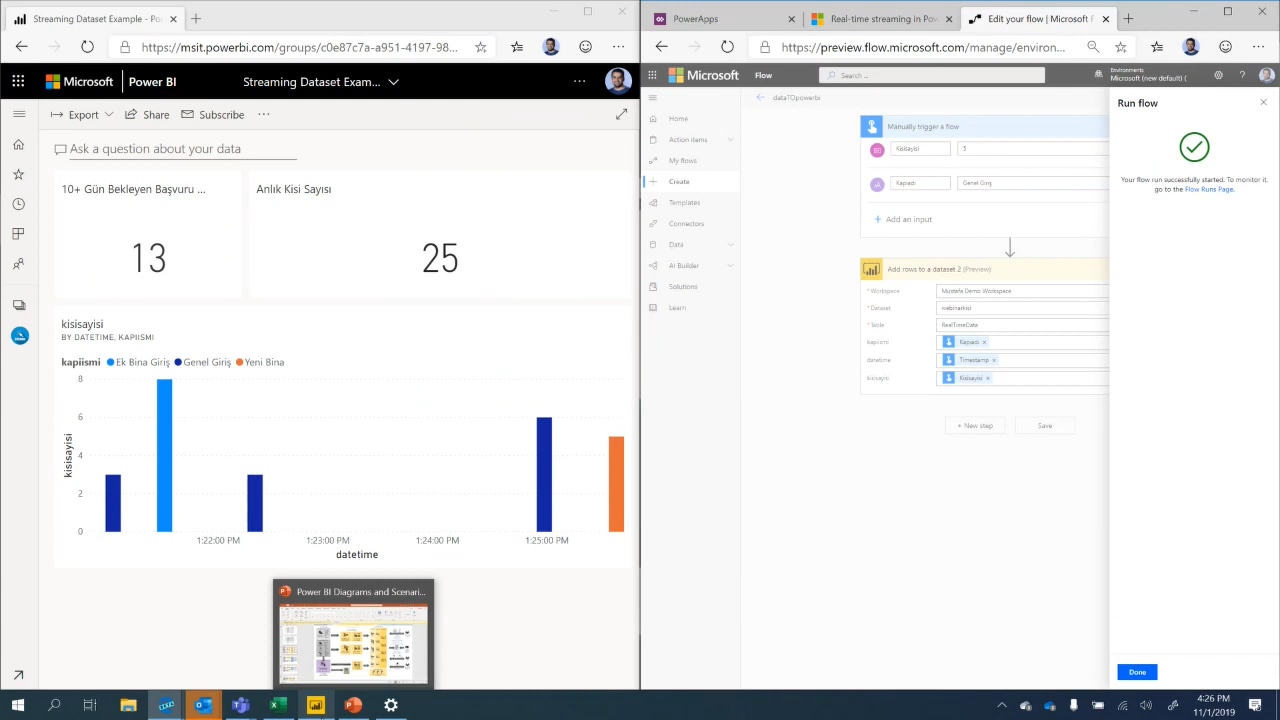 Streaming Dataset Example - Po
https://msit.powerbi.com/groups/c0e87c7a-a951-4197-98...
Microsoft
Power BI
Streaming Dataset Exam...
Export
Share
Subscribe
Ask a question about your data
10+ Gün Bekleyen Başvuru ...
13
25
kisisayisi
BY DATETIME, KAPIISMI
kapiismi
Ek Bina Giriş
Genel Giriş
Yeni Bina
8
6
4
2
0
kisisayisi
1:22:00 PM
1:23:00 PM
1:24:00 PM
1:25:00 PM
datetime
Power BI Diagrams and Scenari...
PowerApps
Real-time streaming in Power
Edit your flow | Microsoft F
https://preview.flow.microsoft.com/manage/environ...
Microsoft
Flow
Search ...
Environments
Microsoft (new default) (
Home
Action items
My flows
Create
Templates
Connectors
Data
AI Builder
Solutions
Learn
dataTOpowerbi
Manually trigger a flow
Kisisayisi
Kapiadi
Genel Giriş
Add an input
Add rows to a dataset 2 (Preview)
* Workspace
Mustafa Demo Workspace
* Dataset
webinarkisi
* Table
RealTimeData
kapiismi
Kapiadi
datetime
Timestamp
kisisayisi
Kisisayisi
+ New step
Save
Run flow
Your flow run successfully started. To monitor it,
go to the Flow Runs Page.
Done
4:26 PM
11/1/2019